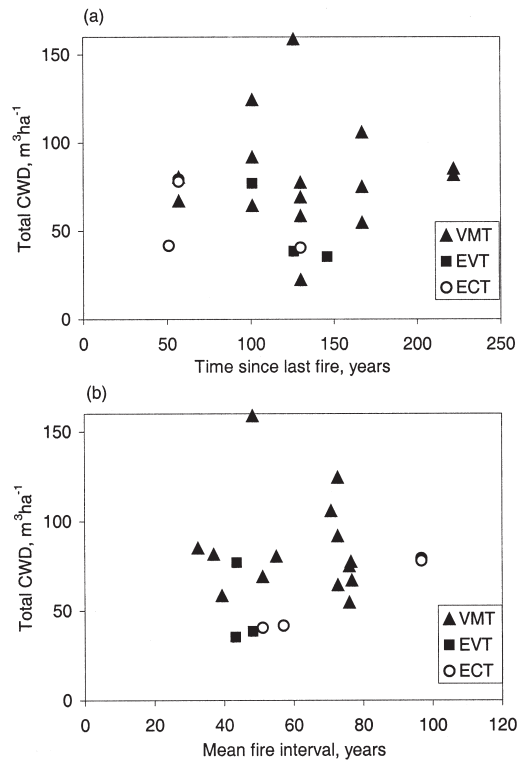 (a)
150
100
50
0
Total CWD, m³ha⁻¹
VMT
EVT
ECT
0 50 100 150 200 250
Time since last fire, years
(b)
150
100
50
0
Total CWD, m³ha⁻¹
VMT
EVT
ECT
0 20 40 60 80 100 120
Mean fire interval, years